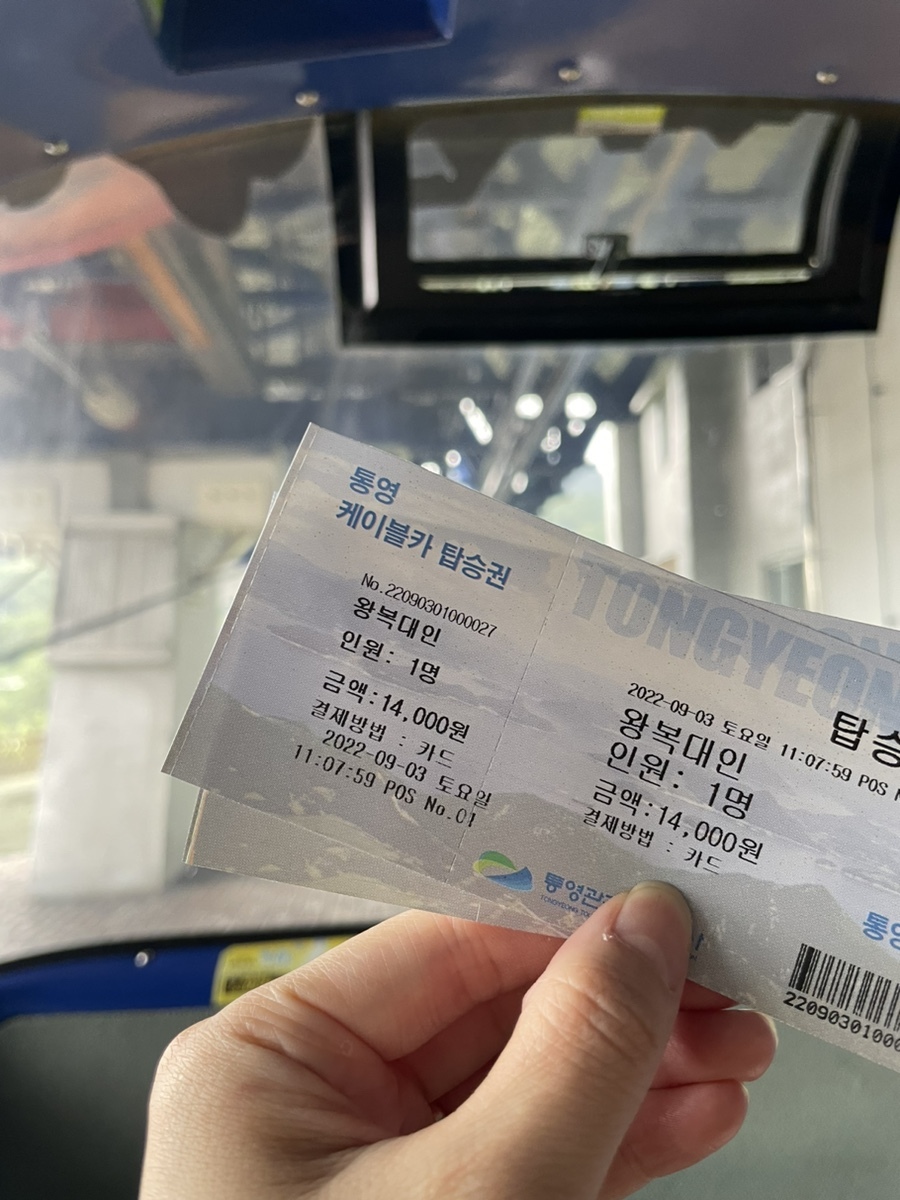 통영
케이블카 탑승권
No.22090301000027
왕복대인
인원: 1명
금액:14,000원
결제방법 : 카드
2022-09-03 토요일
11:07:59 POS No.01
TONGYEON
탑승
2022-09-03 토요일 11:07:59 POS N
왕복대인
인원: 1명
금액:14,000원
결제방법 : 카드
통영관
통영
22090301000